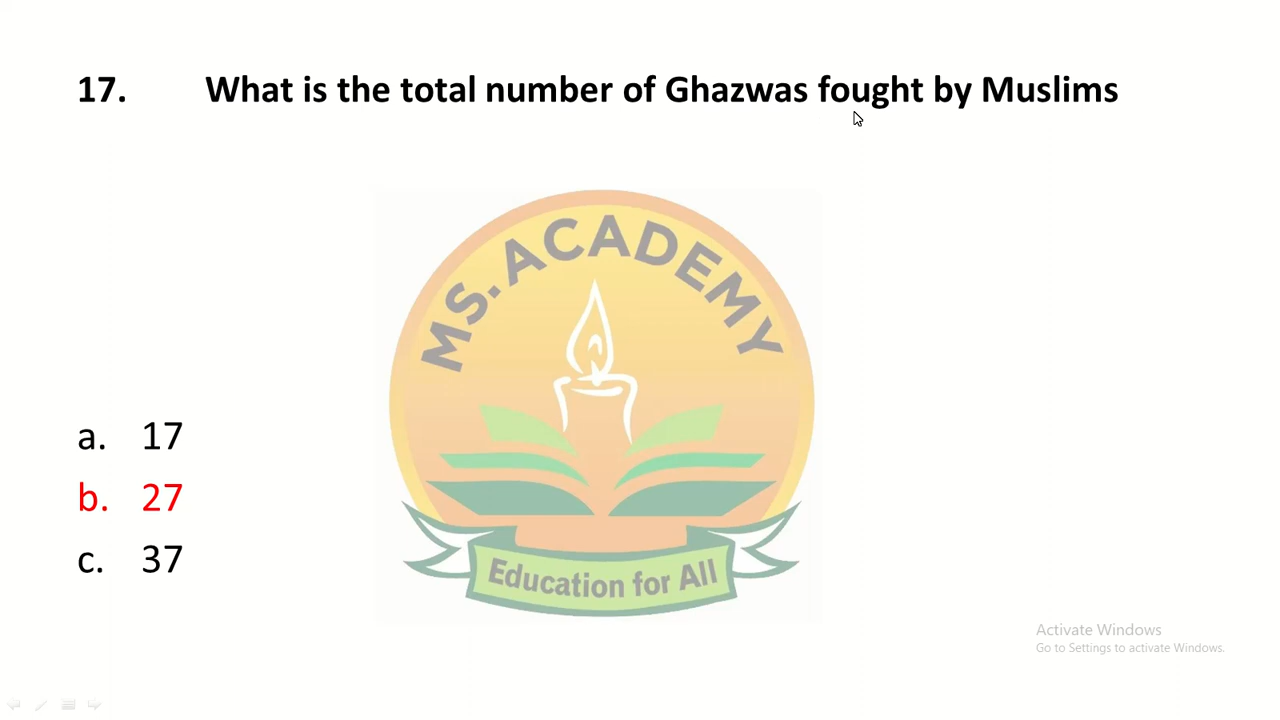 17. What is the total number of Ghazwas fought by Muslims
MS. ACADEMY
a. 17
b. 27
c. 37
Education for All
Activate Windows
Go to Settings to activate Windows.